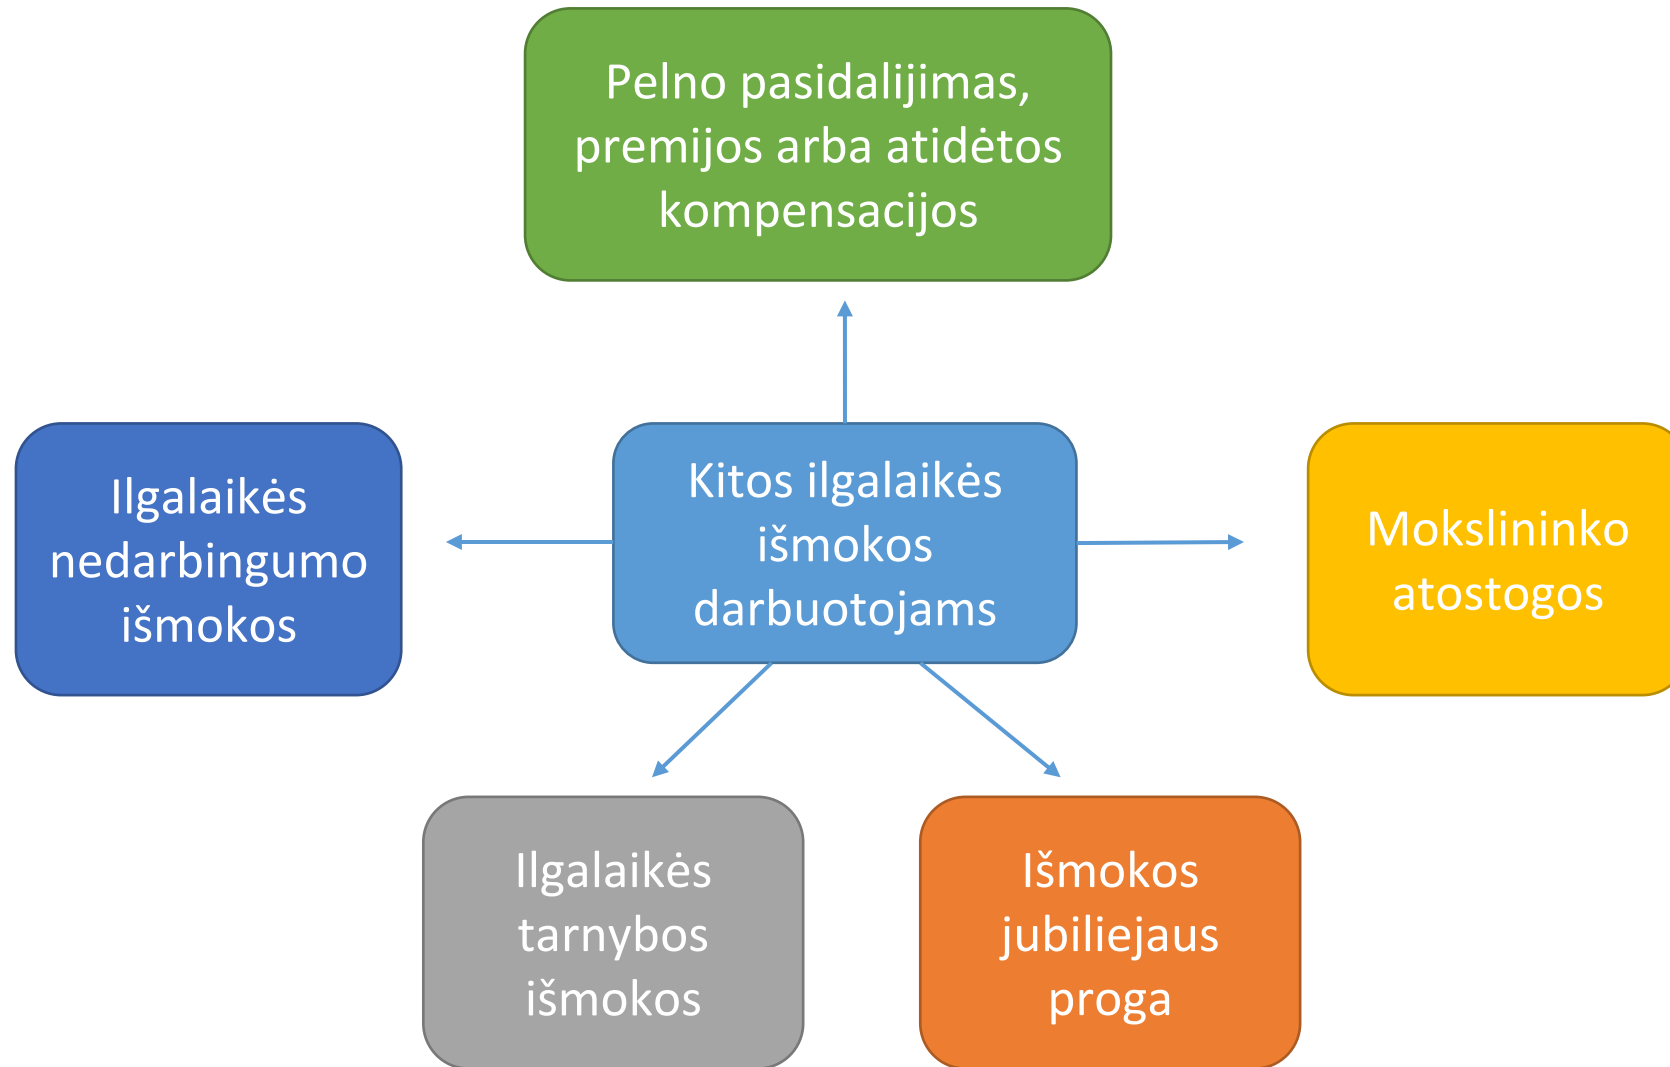 Pelno pasidalijimas,
premijos arba atidėtos
kompensacijos
Ilgalaikės
nedarbingumo
išmokos
Kitos ilgalaikės
išmokos
darbuotojams
Mokslininko
atostogos
Ilgalaikės
tarnybos
išmokos
Išmokos
jubiliejaus
proga